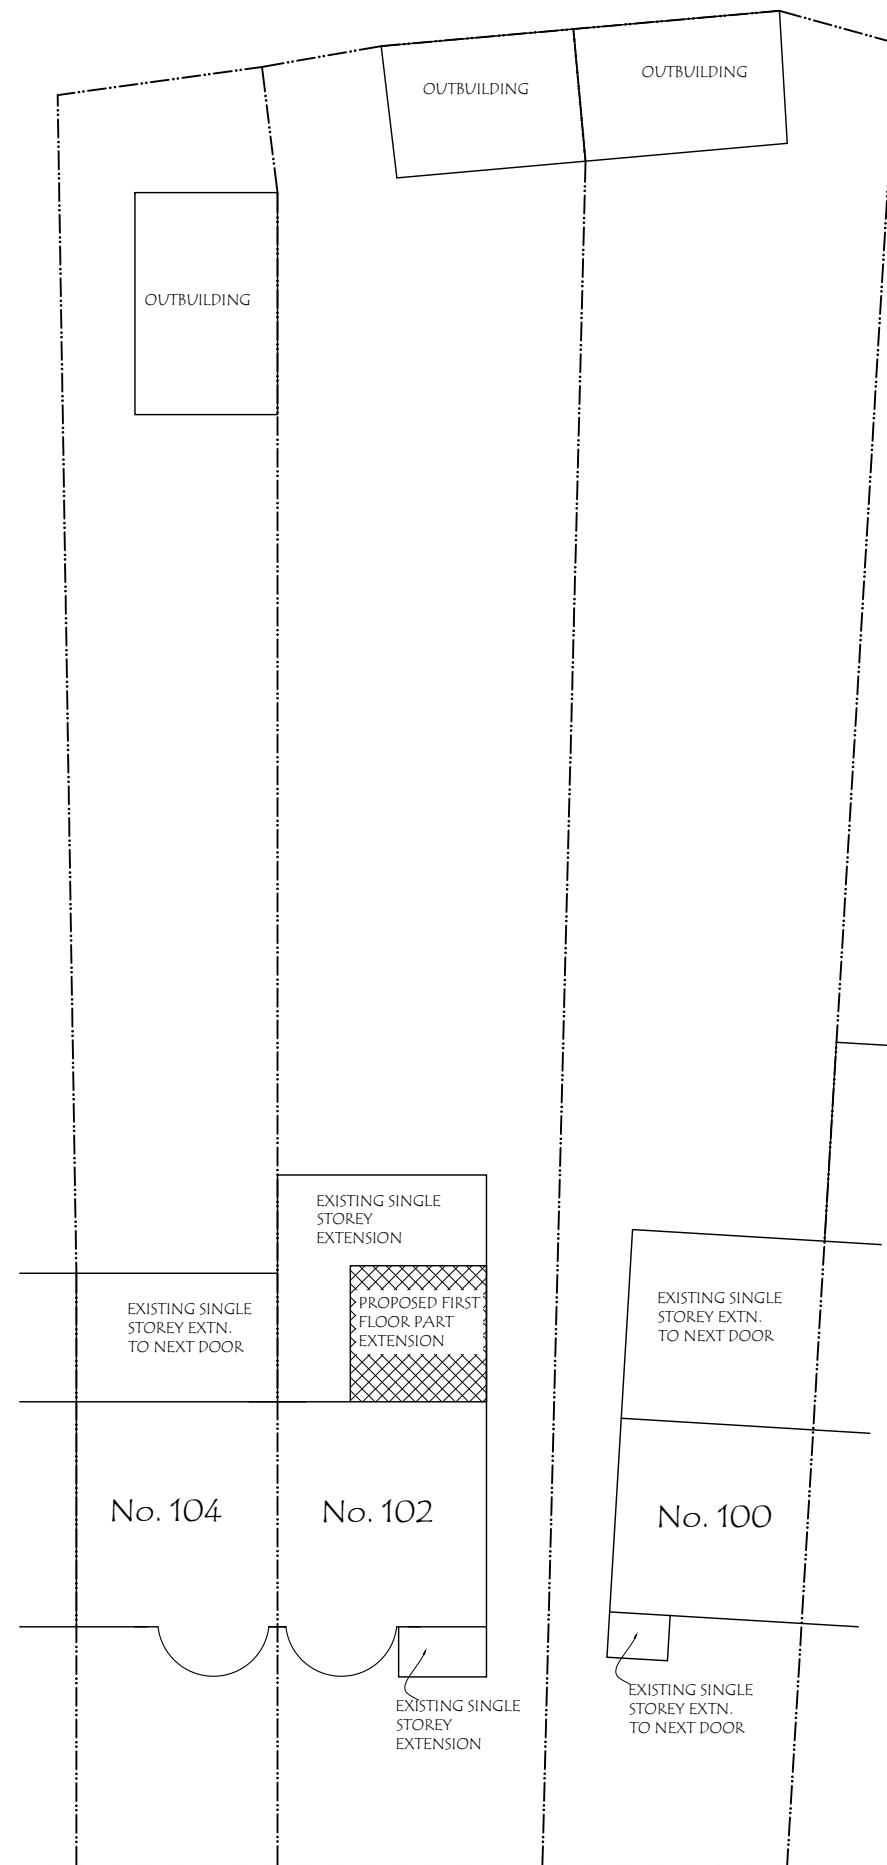 OUTBUILDING
OUTBUILDING
OUTBUILDING
EXISTING SINGLE
STOREY
EXTENSION
EXISTING SINGLE
STOREY EXTN.
TO NEXT DOOR
PROPOSED FIRST
FLOOR PART
EXTENSION
EXISTING SINGLE
STOREY EXTN.
TO NEXT DOOR
No. 104
No. 102
No. 100
EXISTING SINGLE
STOREY
EXTENSION
EXISTING SINGLE
STOREY EXTN.
TO NEXT DOOR